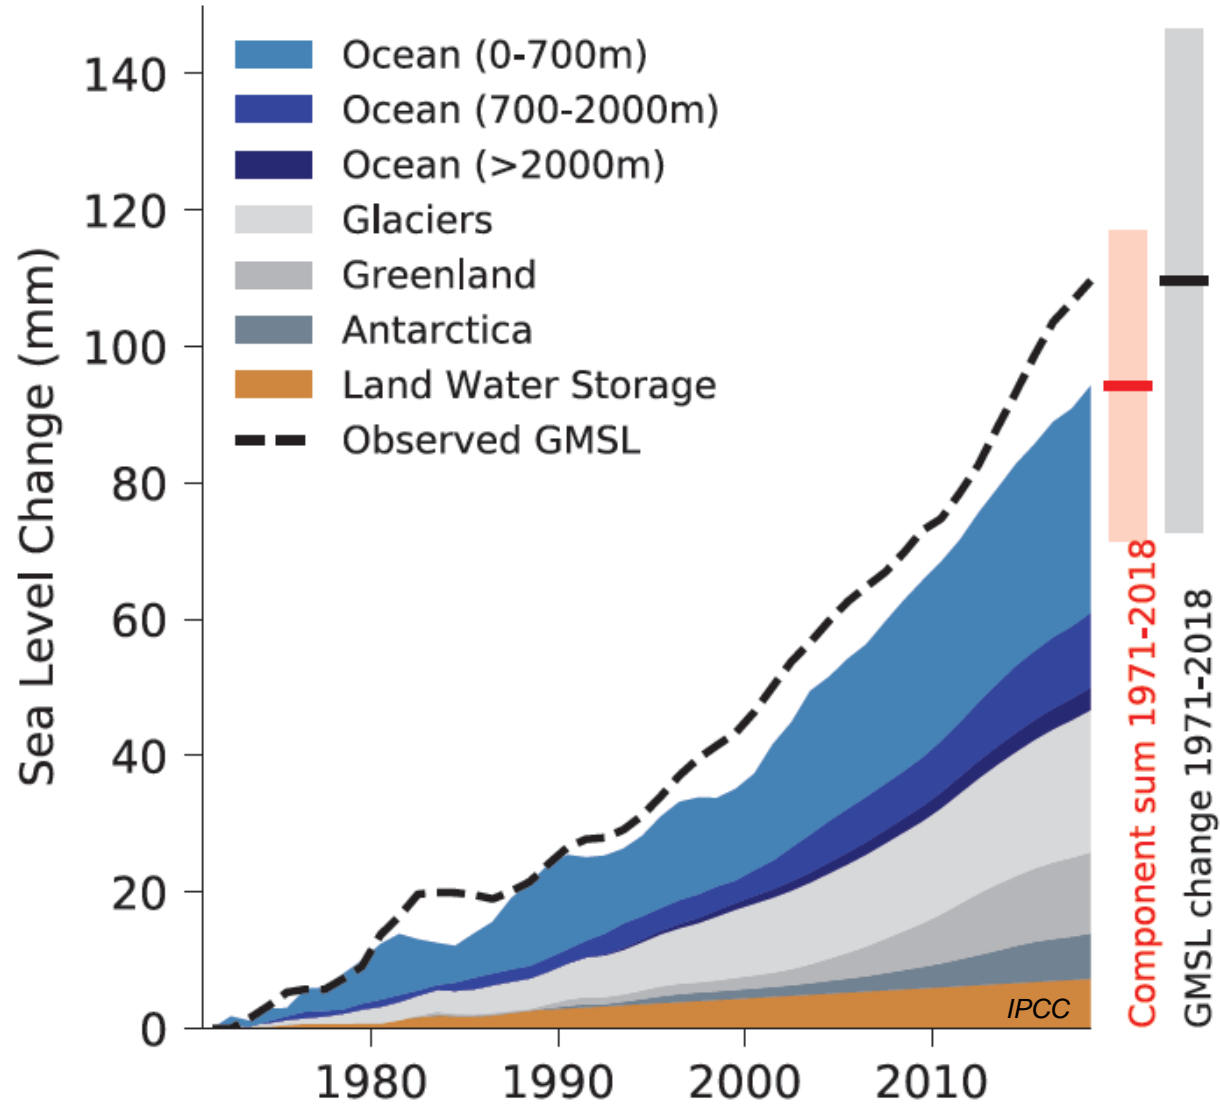 Sea Level Change (mm)
140
120
100
80
60
40
20
0
Ocean (0-700m)
Ocean (700-2000m)
Ocean (>2000m)
Glaciers
Greenland
Antarctica
Land Water Storage
Observed GMSL
IPCC
1980 1990 2000 2010
Component sum 1971-2018
GMSL change 1971-2018